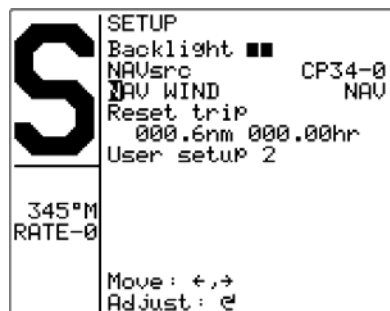 S
345°M
RATE-0
SETUP
Backlight ■■
NAVsrc CP34-0
NAV WIND NAV
Reset trip
000.6nm 000.00hr
User setup 2
Move: ←,→
Adjust: ↻